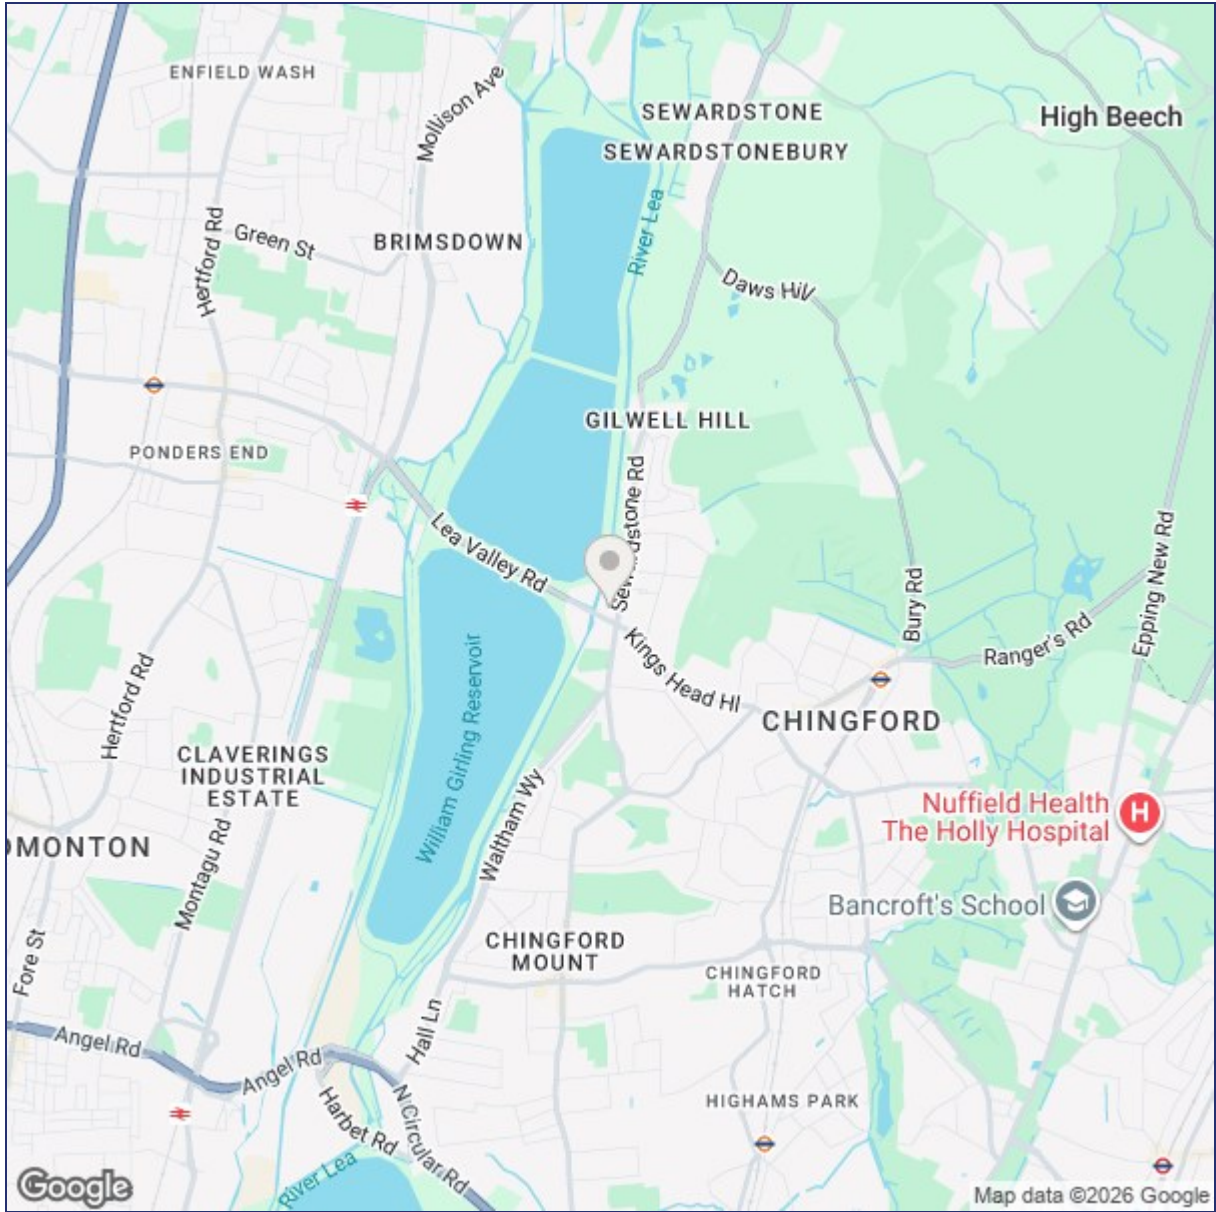 ENFIELD WASH
Mollison Ave
SEWARDSTONE
SEWARDSTONEBURY
High Beech
Hertford Rd
Green St
BRIMSDOWN
River Lea
Daws Hil
GILWELL HILL
PONDERS END
Sewardstone Rd
Lea Valley Rd
Kings Head Hl
Bury Rd
Ranger's Rd
Epping New Rd
CHINGFORD
Hertford Rd
William Girling Reservoir
CLAVERINGS
INDUSTRIAL
ESTATE
Waltham Wy
Nuffield Health
The Holly Hospital
H
DMONTON
Montagu Rd
Bancroft's School
Fore St
CHINGFORD
MOUNT
CHINGFORD
HATCH
Angel Rd
Angel Rd
Hall Ln
Harbet Rd
N Circular Rd
HIGHAMS PARK
River Lea
Google
Map data ©2026 Google